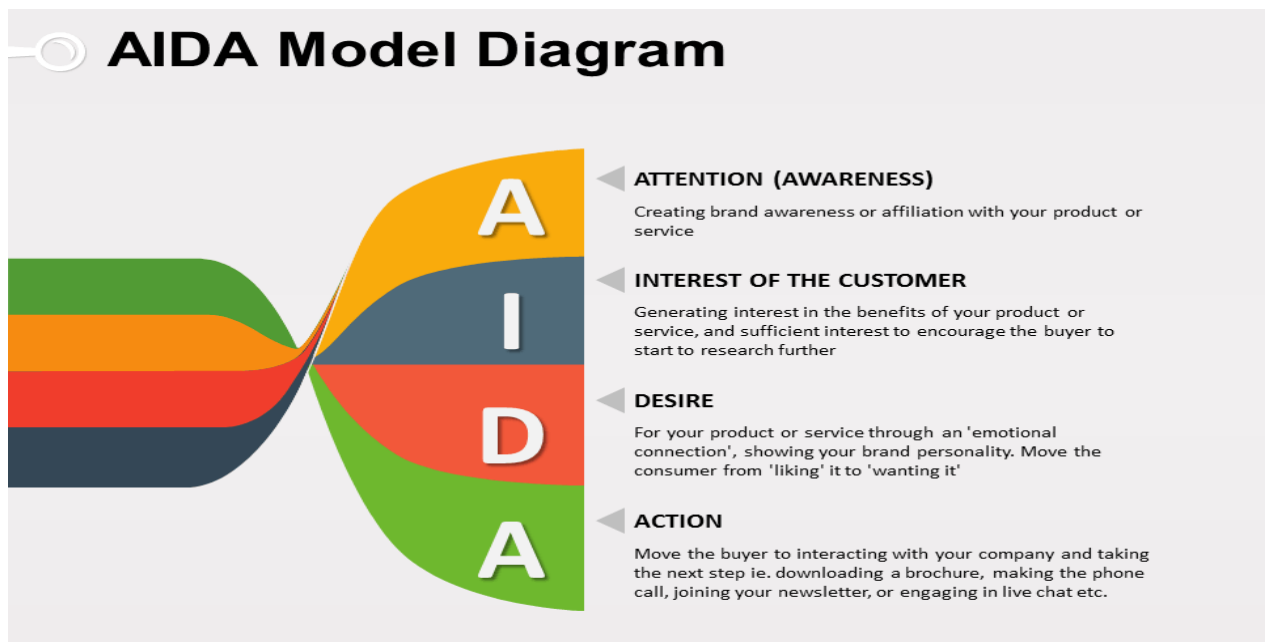 AIDA Model Diagram
A
ATTENTION (AWARENESS)
Creating brand awareness or affiliation with your product or
service
I
INTEREST OF THE CUSTOMER
Generating interest in the benefits of your product or
service, and sufficient interest to encourage the buyer to
start to research further
D
DESIRE
For your product or service through an 'emotional
connection', showing your brand personality. Move the
consumer from 'liking' it to 'wanting it'
A
ACTION
Move the buyer to interacting with your company and taking
the next step ie. downloading a brochure, making the phone
call, joining your newsletter, or engaging in live chat etc.